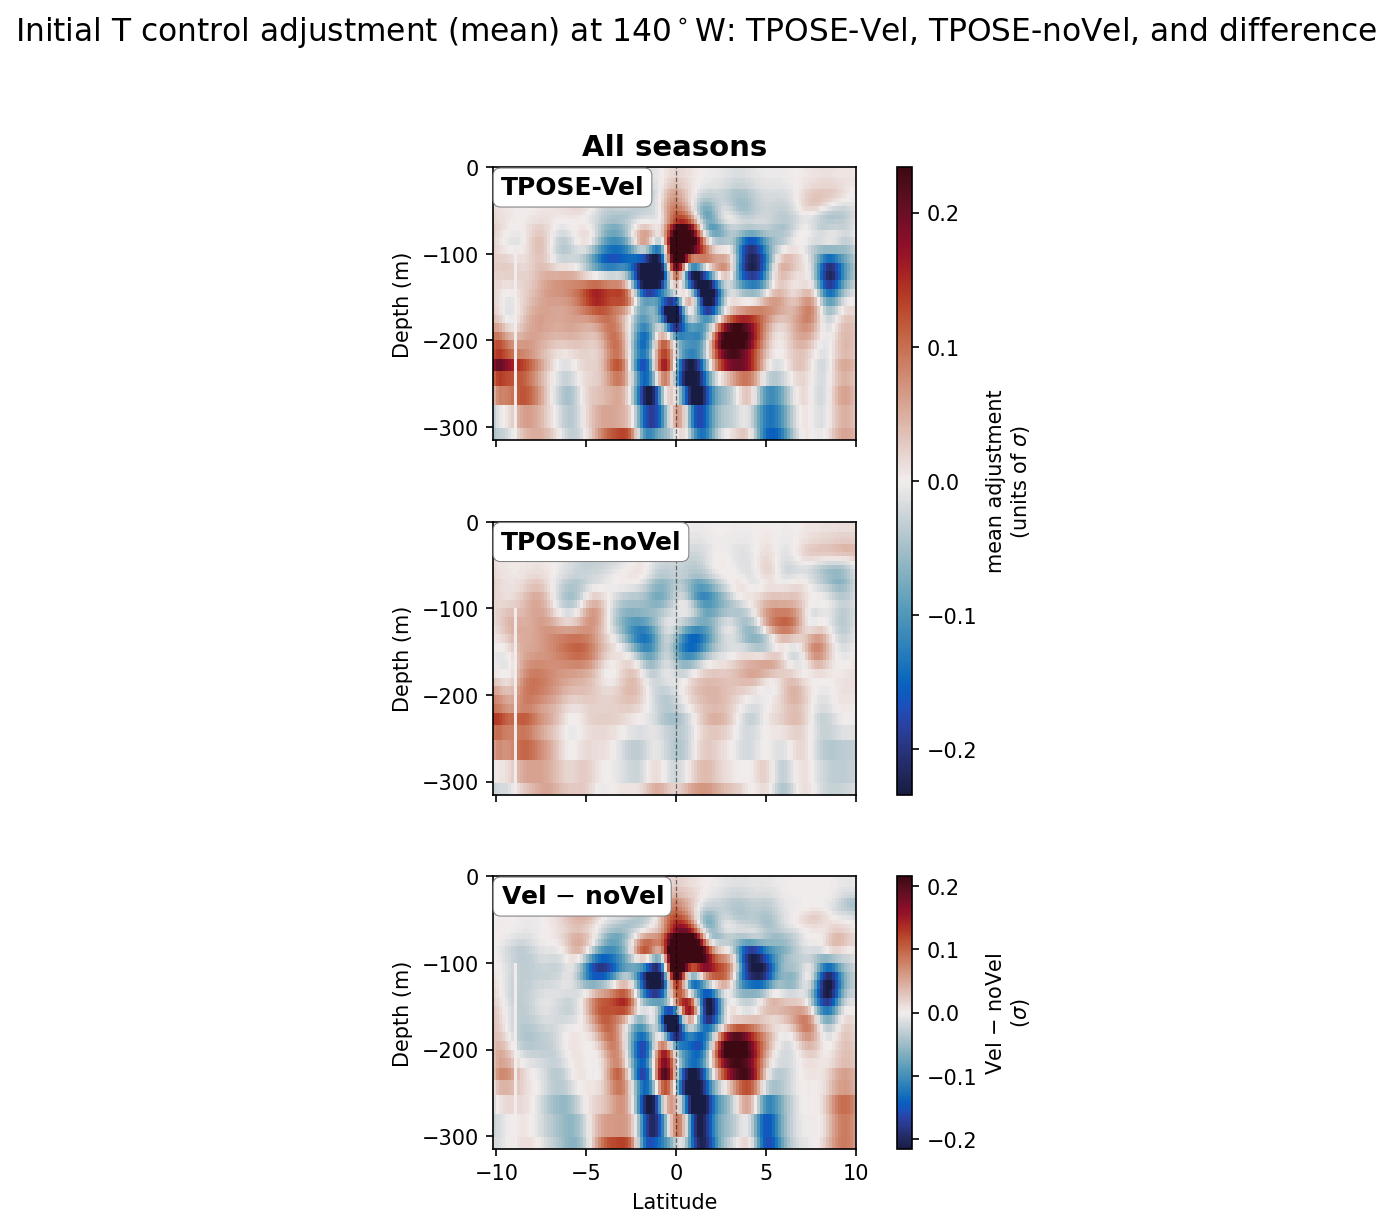 Initial T control adjustment (mean) at 140°W: TPOSE-Vel, TPOSE-noVel, and difference
All seasons
TPOSE-Vel
0
−100
−200
−300
Depth (m)
TPOSE-noVel
0
−100
−200
−300
Depth (m)
0.2
0.1
0.0
−0.1
−0.2
mean adjustment
(units of σ)
Vel − noVel
0
−100
−200
−300
Depth (m)
−10
−5
0
5
10
Latitude
0.2
0.1
0.0
−0.1
−0.2
Vel − noVel
(σ)